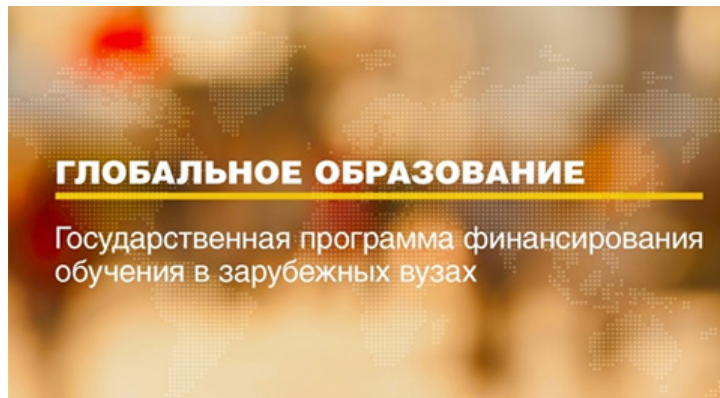 ГЛОБАЛЬНОЕ ОБРАЗОВАНИЕ
Государственная программа финансирования
обучения в зарубежных вузах